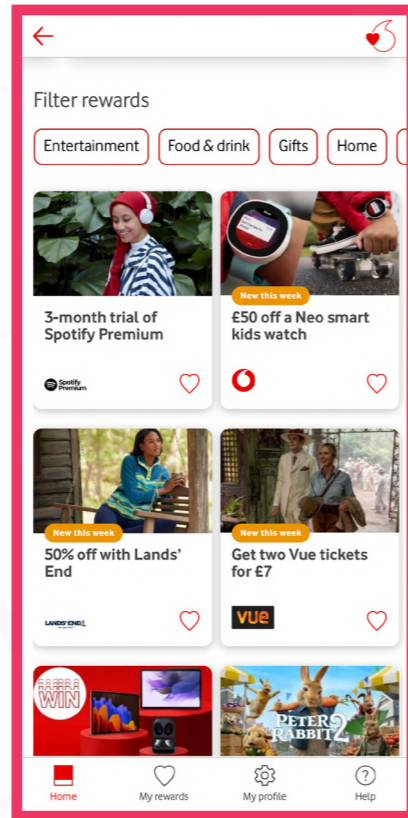 Filter rewards
Entertainment
Food & drink
Gifts
Home
New this week
3-month trial of
Spotify Premium
£50 off a Neo smart
kids watch
Spotify
Premium
New this week
New this week
50% off with Lands'
End
Get two Vue tickets
for £7
LANDS' END
vue
WIN
PETER
RABBIT 2
Home
My rewards
My profile
Help